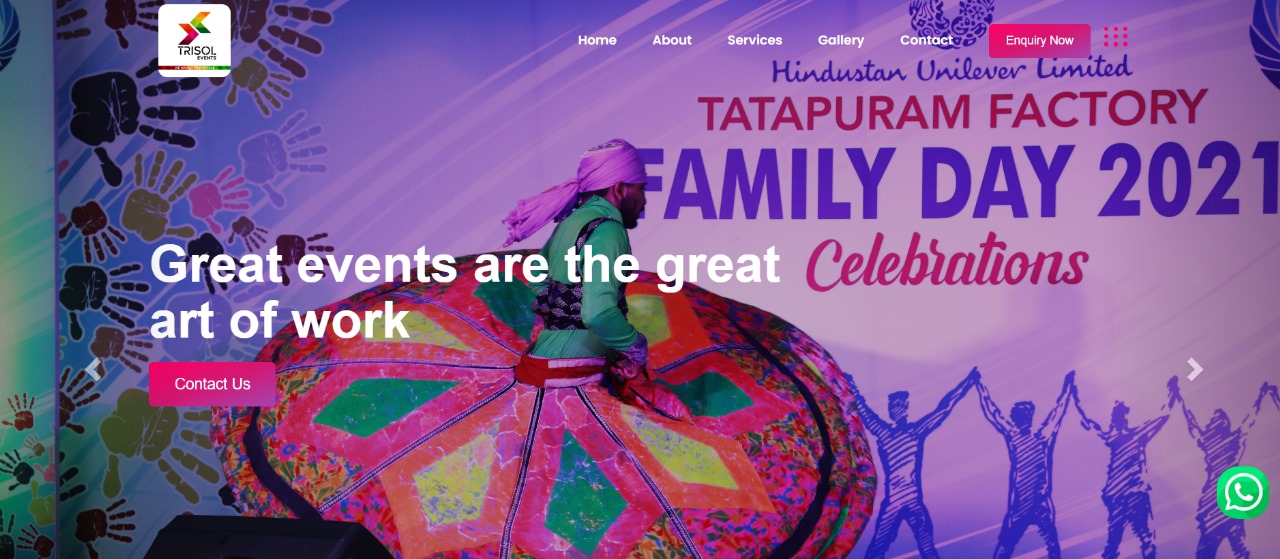 TRISOL
EVENTS
Home
About
Services
Gallery
Contact
Enquiry Now
Hindustan Unilever Limited
TATAPURAM FACTORY
FAMILY DAY 2021
Celebrations
Great events are the great
art of work
Contact Us